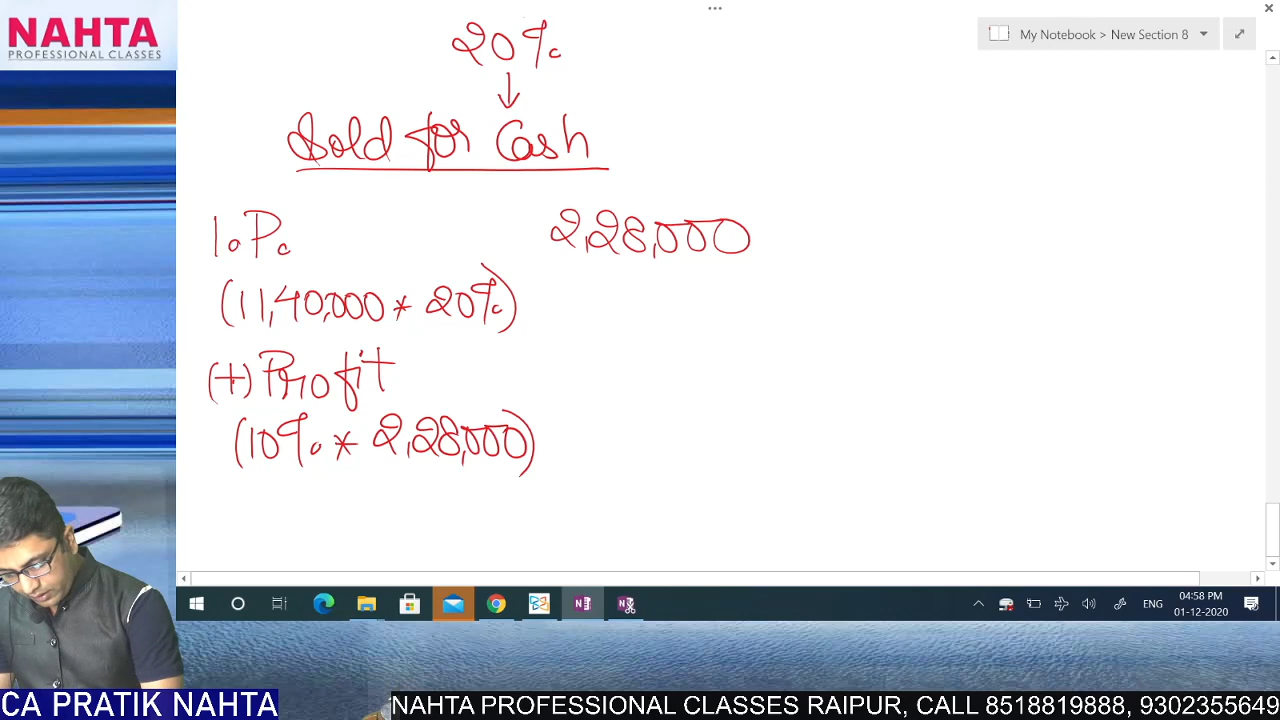 NAHTA
PROFESSIONAL CLASSES
My Notebook > New Section 8
20%
↓
Sold for Cash
I.P. 2,28,000
(11,40,000 * 20%)
(+) Profit
(10% * 2,28,000)
ENG
04:58 PM
01-12-2020
CA PRATIK NAHTA
NAHTA PROFESSIONAL CLASSES RAIPUR, CALL 8518819888, 9302355649